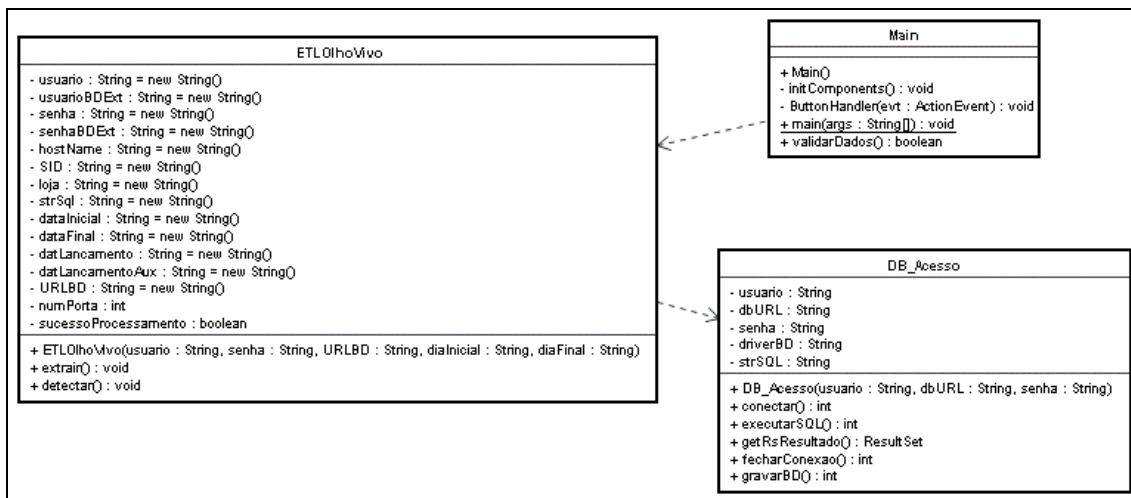 ETLOlhoVivo
- usuario : String = new String()
- usuarioBDExt : String = new String()
- senha : String = new String()
- senhaBDExt : String = new String()
- hostName : String = new String()
- SID : String = new String()
- loja : String = new String()
- strSql : String = new String()
- dataInicial : String = new String()
- dataFinal : String = new String()
- datLancamento : String = new String()
- datLancamentoAux : String = new String()
- URLBD : String = new String()
- numPorta : int
- sucessoProcessamento : boolean
+ ETLOlhoVivo(usuario : String, senha : String, URLBD : String, diaInicial : String, diaFinal : String)
+ extrair() : void
+ detectar() : void
Main
+ Main()
- initComponents() : void
- ButtonHandler(evt : ActionEvent) : void
+ main(args : String[]) : void
+ validarDados() : boolean
DB_Acesso
- usuario : String
- dbURL : String
- senha : String
- driverBD : String
- strSQL : String
+ DB_Acesso(usuario : String, dbURL : String, senha : String)
+ conectar() : int
+ executarSQL() : int
+ getRsResultado() : ResultSet
+ fecharConexao() : int
+ gravarBD() : int